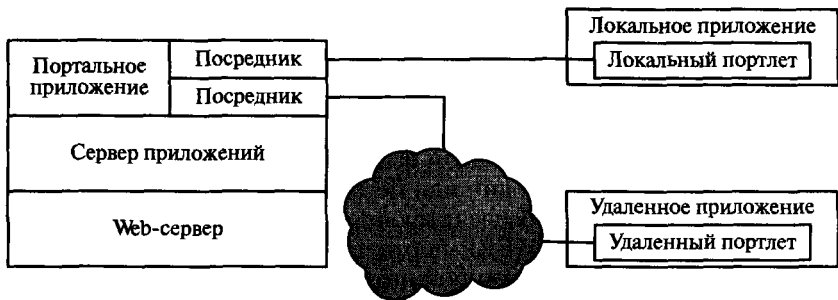 Портальное
приложение
Посредник
Посредник
Сервер приложений
Web-сервер
Локальное приложение
Локальный портлет
Удаленное приложение
Удаленный портлет